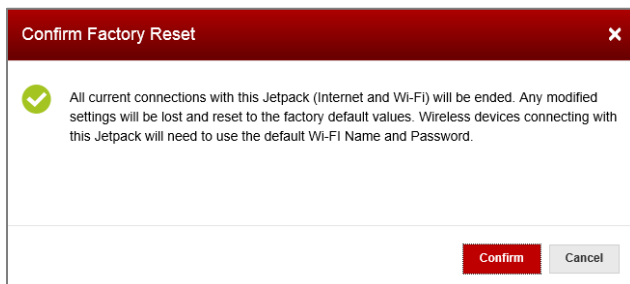 Confirm Factory Reset
All current connections with this Jetpack (Internet and Wi-Fi) will be ended. Any modified
settings will be lost and reset to the factory default values. Wireless devices connecting with
this Jetpack will need to use the default Wi-FI Name and Password.
Confirm Cancel